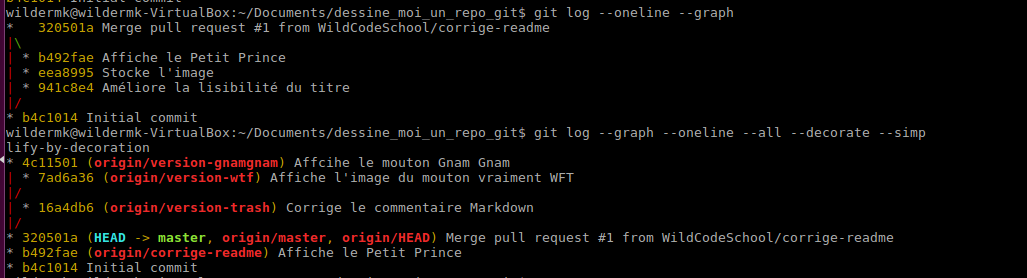 b4c1014 Initial commit
wildermk@wildermk-VirtualBox:~/Documents/dessine_moi_un_repo_git$ git log --oneline --graph
*   320501a Merge pull request #1 from WildCodeSchool/corrige-readme
|\
| * b492fae Affiche le Petit Prince
| * eea8995 Stocke l'image
| * 941c8e4 Améliore la lisibilité du titre
|/
* b4c1014 Initial commit
wildermk@wildermk-VirtualBox:~/Documents/dessine_moi_un_repo_git$ git log --graph --oneline --all --decorate --simp
lify-by-decoration
* 4c11501 (origin/version-gnamgnam) Affcihe le mouton Gnam Gnam
| * 7ad6a36 (origin/version-wtf) Affiche l'image du mouton vraiment WFT
|/
| * 16a4db6 (origin/version-trash) Corrige le commentaire Markdown
|/
* 320501a (HEAD -> master, origin/master, origin/HEAD) Merge pull request #1 from WildCodeSchool/corrige-readme
* b492fae (origin/corrige-readme) Affiche le Petit Prince
* b4c1014 Initial commit